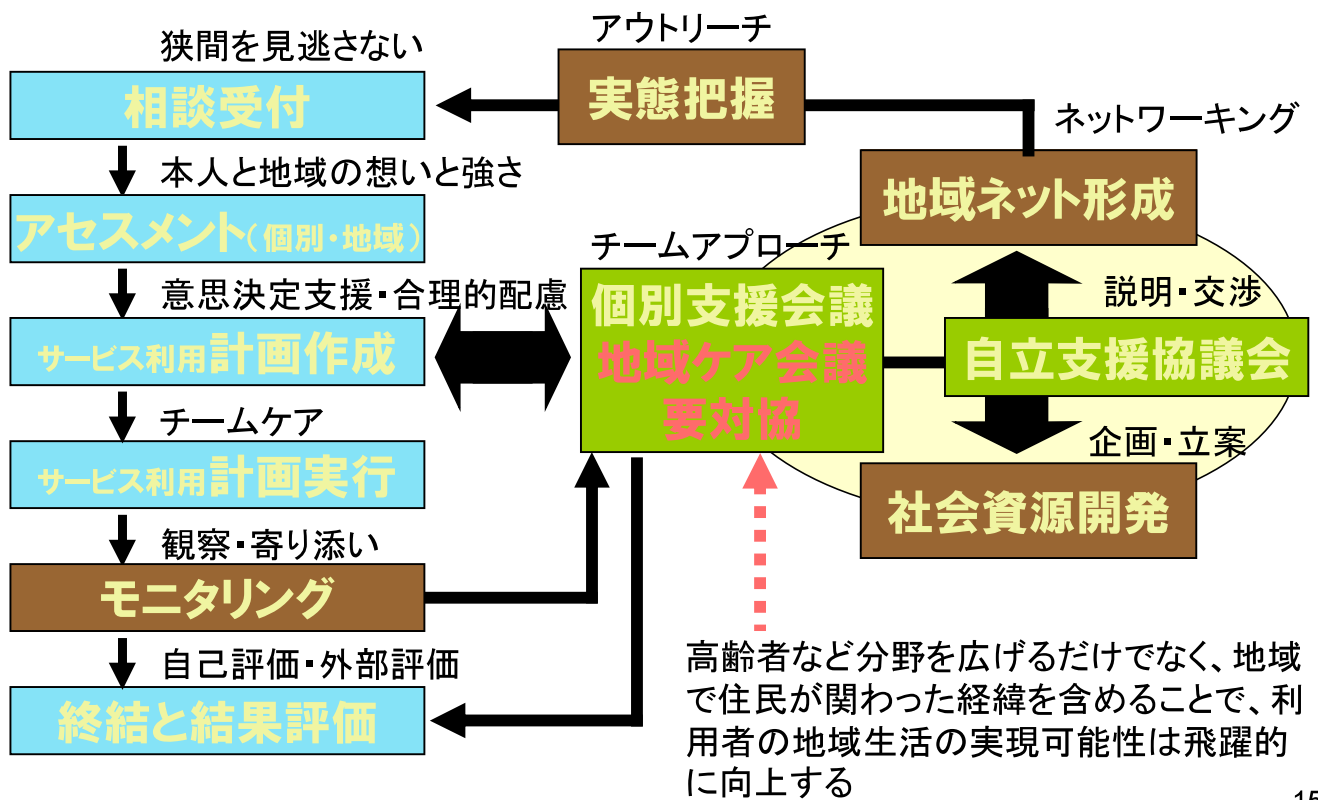 狭間を見逃さない
相談受付
本人と地域の想いと強さ
アセスメント(個別・地域)
意思決定支援・合理的配慮
サービス利用計画作成
チームケア
サービス利用計画実行
観察・寄り添い
モニタリング
自己評価・外部評価
終結と結果評価
アウトリーチ
実態把握
ネットワーキング
地域ネット形成
チームアプローチ
個別支援会議
地域ケア会議
要対協
説明・交渉
自立支援協議会
企画・立案
社会資源開発
高齢者など分野を広げるだけでなく、地域
で住民が関わった経緯を含めることで、利
用者の地域生活の実現可能性は飛躍的
に向上する
15